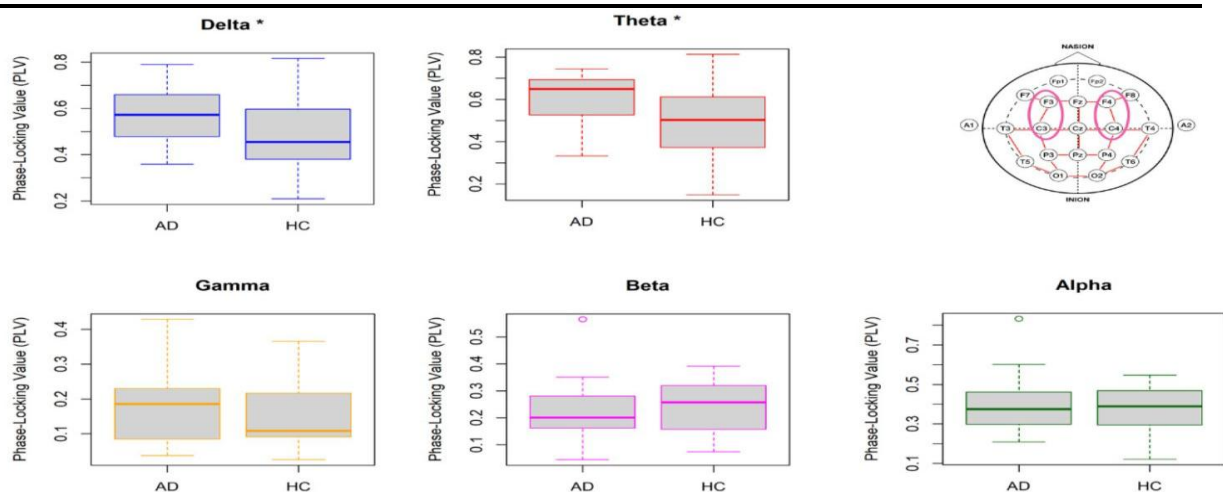 Delta *
Phase-Locking Value (PLV)
0.8
0.6
0.4
0.2
AD HC
Theta *
Phase-Locking Value (PLV)
0.8
0.6
0.4
0.2
AD HC
NASION
Fp1 Fp2
F7 F3 Fz F4 F8
A1 T3 C3 Cz C4 T4 A2
T5 P3 Pz P4 T6
O1 O2
INION
Gamma
Phase-Locking Value (PLV)
0.4
0.3
0.2
0.1
AD HC
Beta
Phase-Locking Value (PLV)
0.5
0.4
0.3
0.2
0.1
AD HC
Alpha
Phase-Locking Value (PLV)
0.7
0.5
0.3
0.1
AD HC